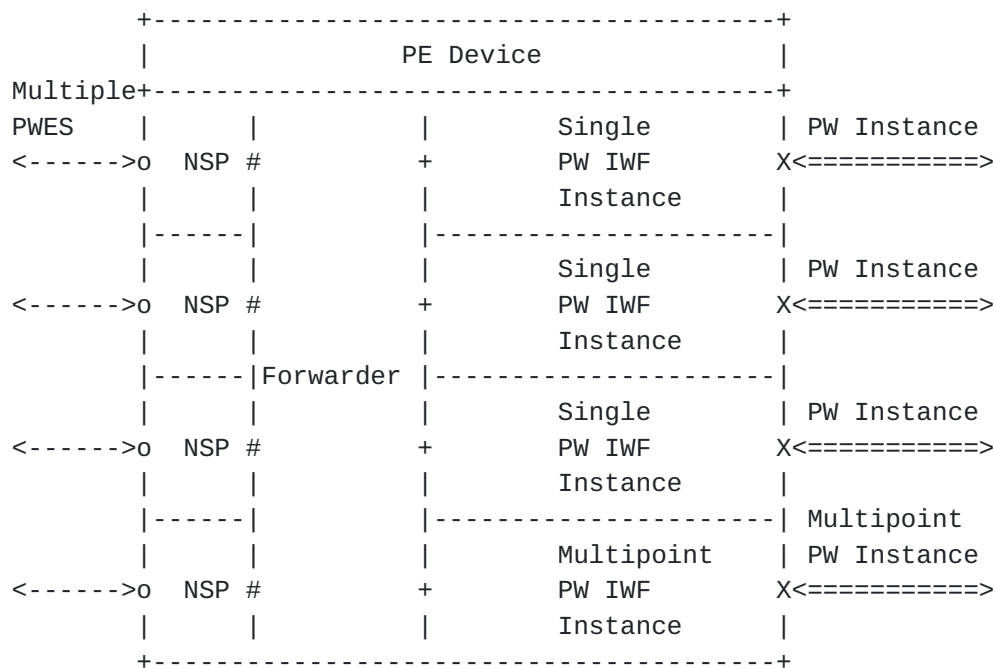 +----------------------------------------+
         |                PE Device               |
Multiple+----------------------------------------+
PWES    |      |          |        Single        | PW Instance
<------>o  NSP #          +        PW IWF        X<===========>
        |      |          |        Instance      |
        |------|          |----------------------|
        |      |          |        Single        | PW Instance
<------>o  NSP #          +        PW IWF        X<===========>
        |      |          |        Instance      |
        |------|Forwarder |----------------------|
        |      |          |        Single        | PW Instance
<------>o  NSP #          +        PW IWF        X<===========>
        |      |          |        Instance      |
        |------|          |----------------------| Multipoint
        |      |          |        Multipoint    | PW Instance
<------>o  NSP #          +        PW IWF        X<===========>
        |      |          |        Instance      |
        +----------------------------------------+